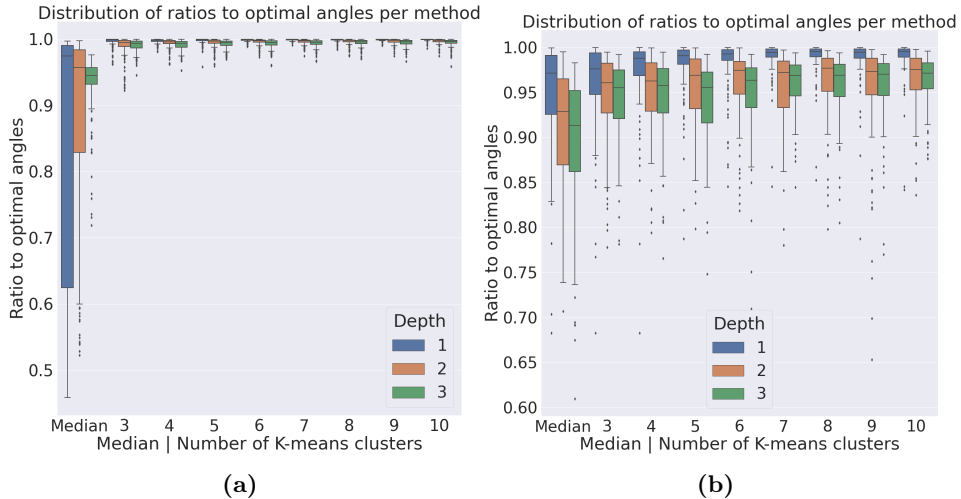 Distribution of ratios to optimal angles per method
Ratio to optimal angles
1.0
0.9
0.8
0.7
0.6
0.5
Depth
1
2
3
Median 3 4 5 6 7 8 9 10
Median | Number of K-means clusters
(a)
Distribution of ratios to optimal angles per method
Ratio to optimal angles
1.00
0.95
0.90
0.85
0.80
0.75
0.70
0.65
0.60
Depth
1
2
3
Median 3 4 5 6 7 8 9 10
Median | Number of K-means clusters
(b)